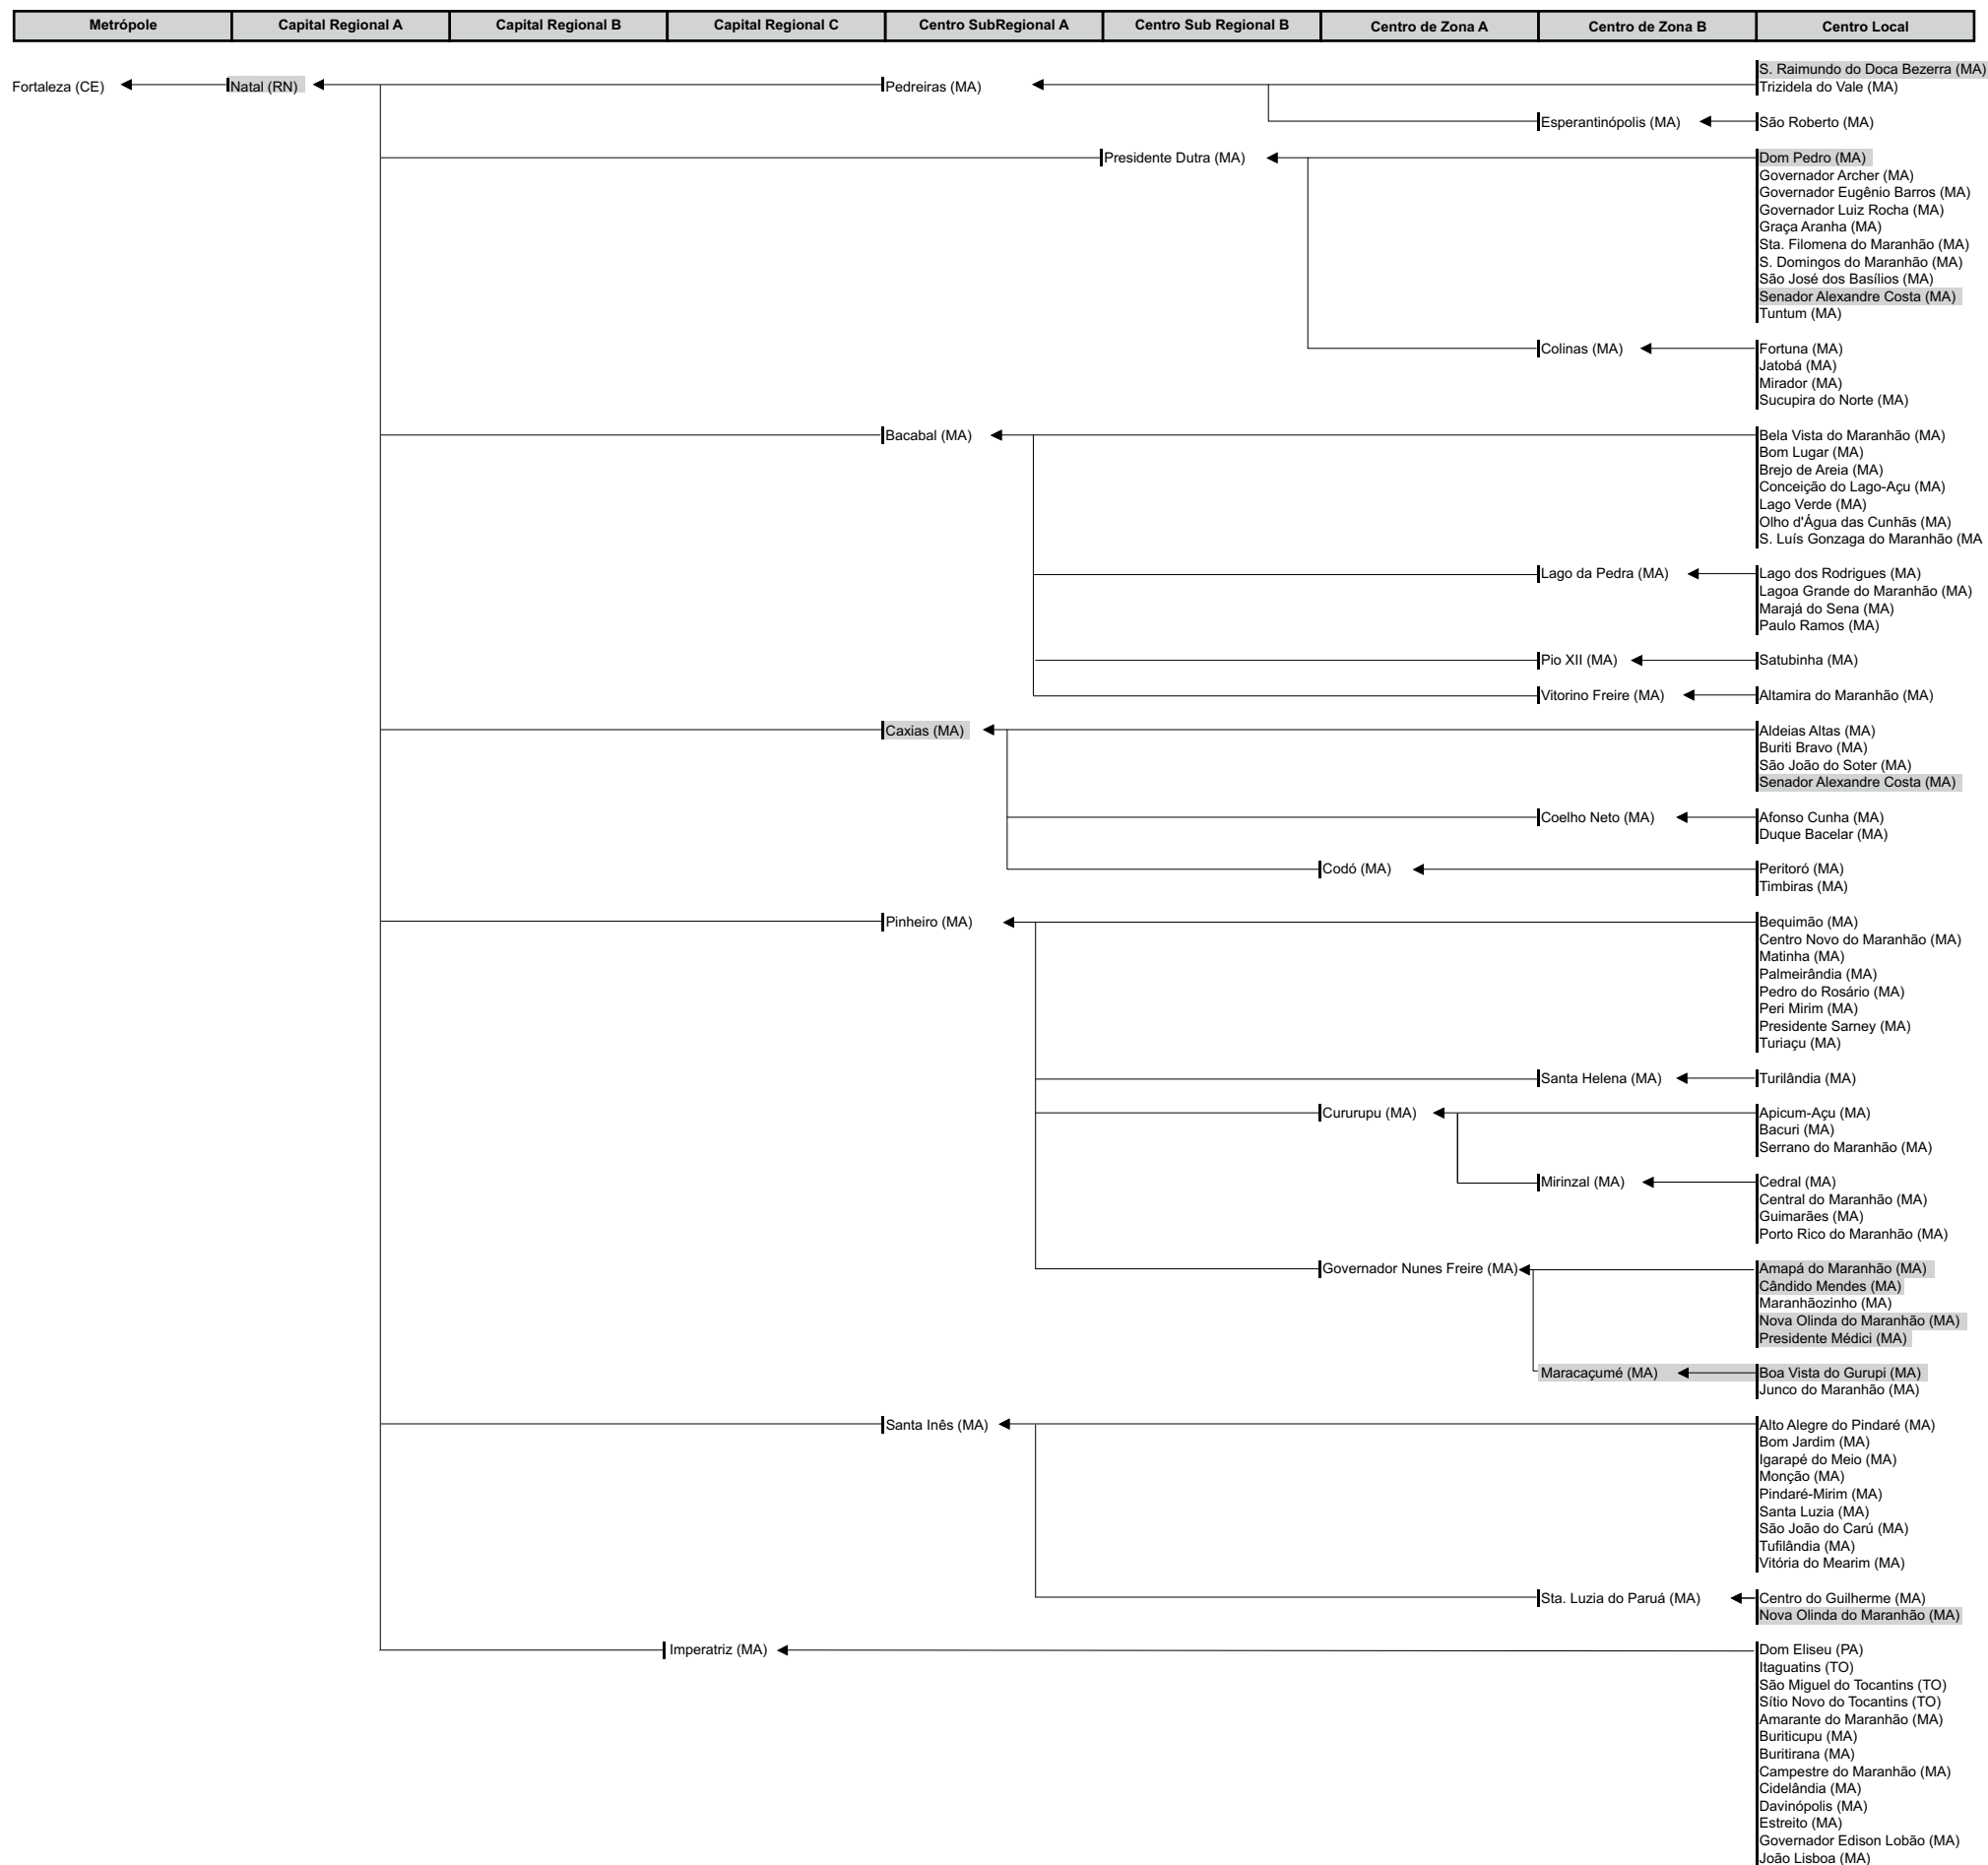 Metrópole
Capital Regional A
Capital Regional B
Capital Regional C
Centro SubRegional A
Centro Sub Regional B
Centro de Zona A
Centro de Zona B
Centro Local
Fortaleza (CE)
Natal (RN)
Pedreiras (MA)
S. Raimundo do Doca Bezerra (MA)
Trizidela do Vale (MA)
Esperantinópolis (MA)
São Roberto (MA)
Presidente Dutra (MA)
Dom Pedro (MA)
Governador Archer (MA)
Governador Eugênio Barros (MA)
Governador Luiz Rocha (MA)
Graça Aranha (MA)
Sta. Filomena do Maranhão (MA)
S. Domingos do Maranhão (MA)
São José dos Basílios (MA)
Senador Alexandre Costa (MA)
Tuntum (MA)
Colinas (MA)
Fortuna (MA)
Jatobá (MA)
Mirador (MA)
Sucupira do Norte (MA)
Bacabal (MA)
Bela Vista do Maranhão (MA)
Bom Lugar (MA)
Brejo de Areia (MA)
Conceição do Lago-Açu (MA)
Lago Verde (MA)
Olho d'Água das Cunhãs (MA)
S. Luís Gonzaga do Maranhão (MA
Lago da Pedra (MA)
Lago dos Rodrigues (MA)
Lagoa Grande do Maranhão (MA)
Marajá do Sena (MA)
Paulo Ramos (MA)
Pio XII (MA)
Satubinha (MA)
Vitorino Freire (MA)
Altamira do Maranhão (MA)
Caxias (MA)
Aldeias Altas (MA)
Buriti Bravo (MA)
São João do Soter (MA)
Senador Alexandre Costa (MA)
Coelho Neto (MA)
Afonso Cunha (MA)
Duque Bacelar (MA)
Codó (MA)
Peritoró (MA)
Timbiras (MA)
Pinheiro (MA)
Bequimão (MA)
Centro Novo do Maranhão (MA)
Matinha (MA)
Palmeirândia (MA)
Pedro do Rosário (MA)
Peri Mirim (MA)
Presidente Sarney (MA)
Turiaçu (MA)
Santa Helena (MA)
Turilândia (MA)
Cururupu (MA)
Apicum-Açu (MA)
Bacuri (MA)
Serrano do Maranhão (MA)
Mirinzal (MA)
Cedral (MA)
Central do Maranhão (MA)
Guimarães (MA)
Porto Rico do Maranhão (MA)
Governador Nunes Freire (MA)
Amapá do Maranhão (MA)
Cândido Mendes (MA)
Maranhãozinho (MA)
Nova Olinda do Maranhão (MA)
Presidente Médici (MA)
Maracaçumé (MA)
Boa Vista do Gurupi (MA)
Junco do Maranhão (MA)
Santa Inês (MA)
Alto Alegre do Pindaré (MA)
Bom Jardim (MA)
Igarapé do Meio (MA)
Monção (MA)
Pindaré-Mirim (MA)
Santa Luzia (MA)
São João do Carú (MA)
Tufilândia (MA)
Vitória do Mearim (MA)
Sta. Luzia do Paruá (MA)
Centro do Guilherme (MA)
Nova Olinda do Maranhão (MA)
Imperatriz (MA)
Dom Eliseu (PA)
Itaguatins (TO)
São Miguel do Tocantins (TO)
Sítio Novo do Tocantins (TO)
Amarante do Maranhão (MA)
Buriticupu (MA)
Buritirana (MA)
Campestre do Maranhão (MA)
Cidelândia (MA)
Davinópolis (MA)
Estreito (MA)
Governador Edison Lobão (MA)
João Lisboa (MA)